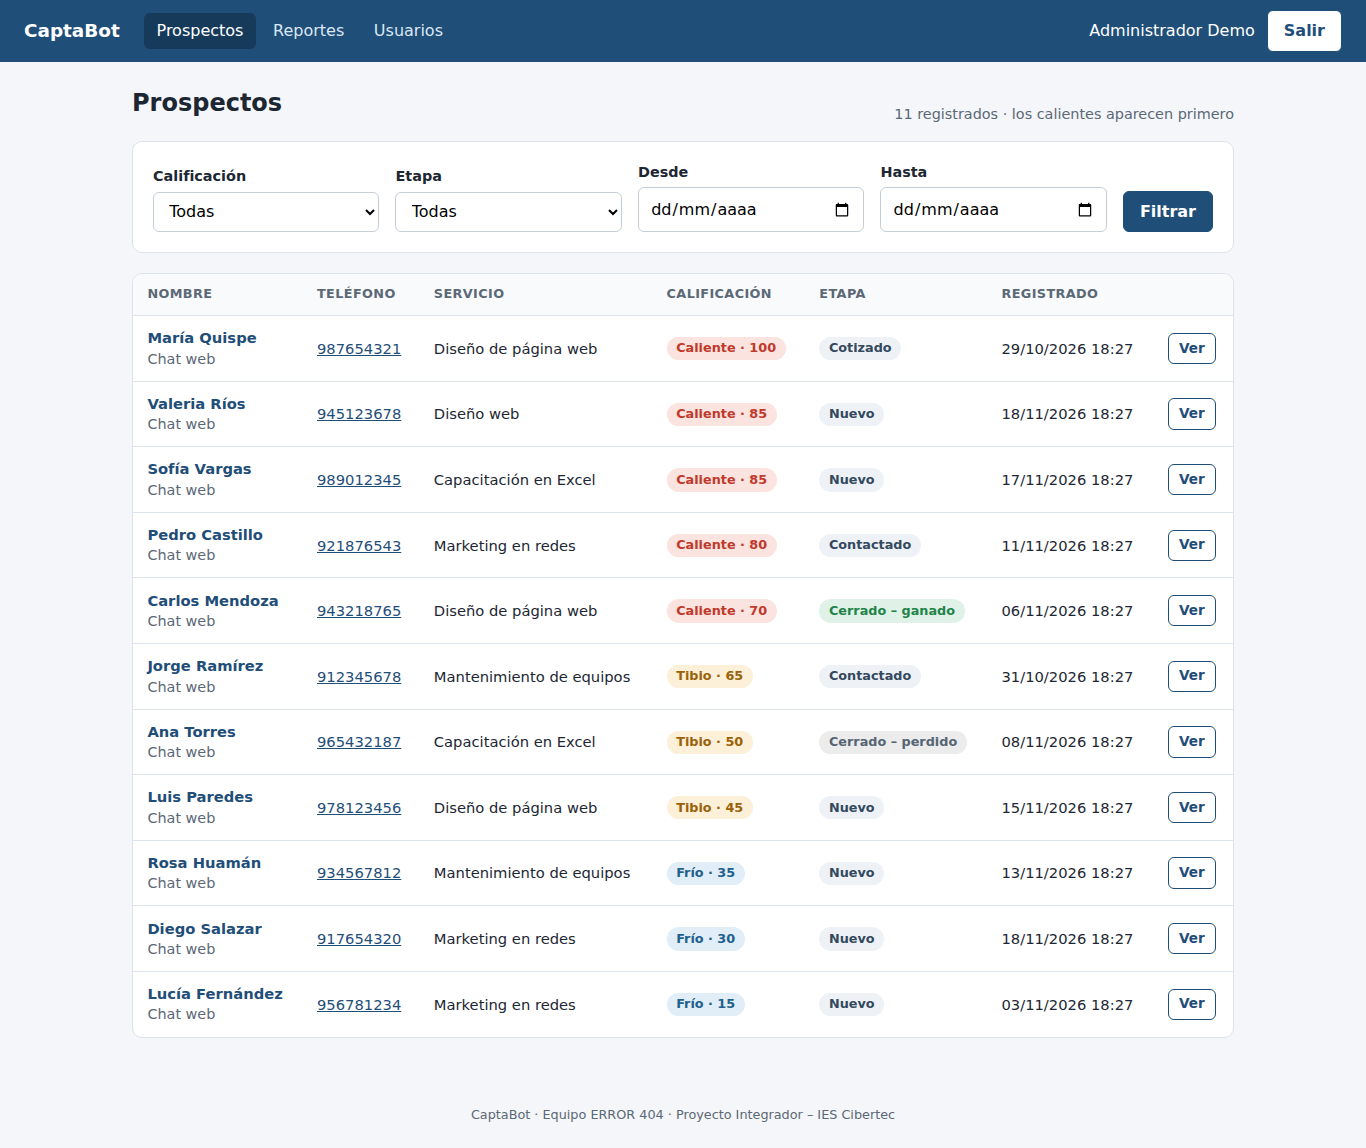 CaptaBot Prospectos Reportes Usuarios Administrador Demo Salir
Prospectos
11 registrados · los calientes aparecen primero
Calificación Etapa Desde Hasta
Todas Todas dd/mm/aaaa dd/mm/aaaa Filtrar
NOMBRE TELÉFONO SERVICIO CALIFICACIÓN ETAPA REGISTRADO
María Quispe
Chat web
987654321 Diseño de página web Caliente · 100 Cotizado 29/10/2026 18:27 Ver
Valeria Ríos
Chat web
945123678 Diseño web Caliente · 85 Nuevo 18/11/2026 18:27 Ver
Sofía Vargas
Chat web
989012345 Capacitación en Excel Caliente · 85 Nuevo 17/11/2026 18:27 Ver
Pedro Castillo
Chat web
921876543 Marketing en redes Caliente · 80 Contactado 11/11/2026 18:27 Ver
Carlos Mendoza
Chat web
943218765 Diseño de página web Caliente · 70 Cerrado – ganado 06/11/2026 18:27 Ver
Jorge Ramírez
Chat web
912345678 Mantenimiento de equipos Tibio · 65 Contactado 31/10/2026 18:27 Ver
Ana Torres
Chat web
965432187 Capacitación en Excel Tibio · 50 Cerrado – perdido 08/11/2026 18:27 Ver
Luis Paredes
Chat web
978123456 Diseño de página web Tibio · 45 Nuevo 15/11/2026 18:27 Ver
Rosa Huamán
Chat web
934567812 Mantenimiento de equipos Frío · 35 Nuevo 13/11/2026 18:27 Ver
Diego Salazar
Chat web
917654320 Marketing en redes Frío · 30 Nuevo 18/11/2026 18:27 Ver
Lucía Fernández
Chat web
956781234 Marketing en redes Frío · 15 Nuevo 03/11/2026 18:27 Ver
CaptaBot · Equipo ERROR 404 · Proyecto Integrador – IES Cibertec